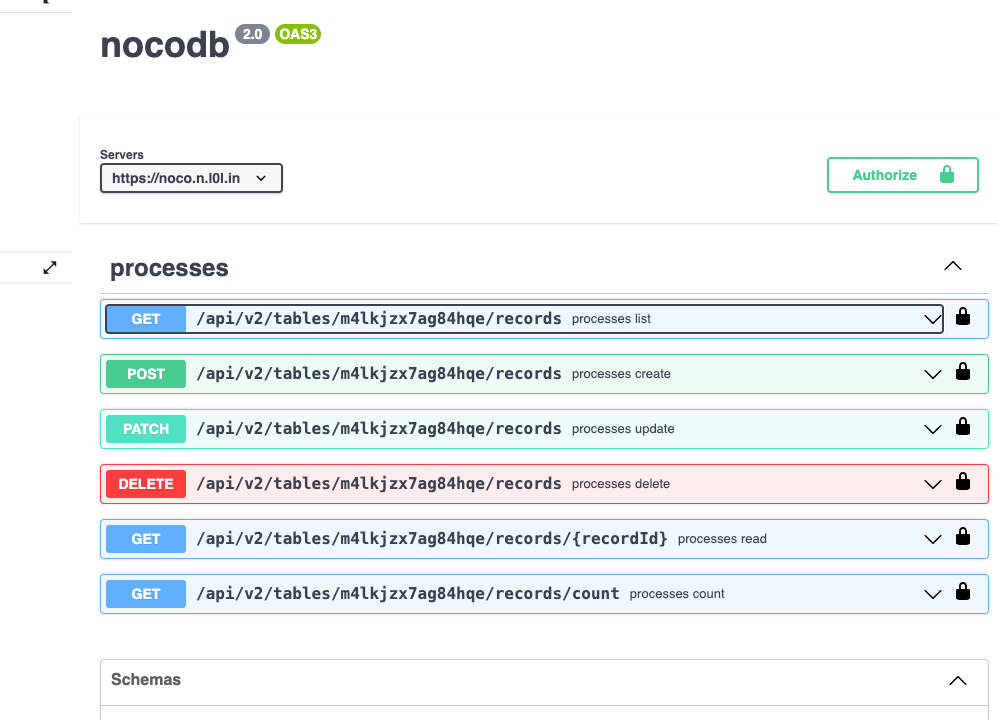 nocodb 2.0 OAS3
Servers
https://noco.n.l0l.in
Authorize
processes
GET /api/v2/tables/m4lkjzx7ag84hqe/records processes list
POST /api/v2/tables/m4lkjzx7ag84hqe/records processes create
PATCH /api/v2/tables/m4lkjzx7ag84hqe/records processes update
DELETE /api/v2/tables/m4lkjzx7ag84hqe/records processes delete
GET /api/v2/tables/m4lkjzx7ag84hqe/records/{recordId} processes read
GET /api/v2/tables/m4lkjzx7ag84hqe/records/count processes count
Schemas